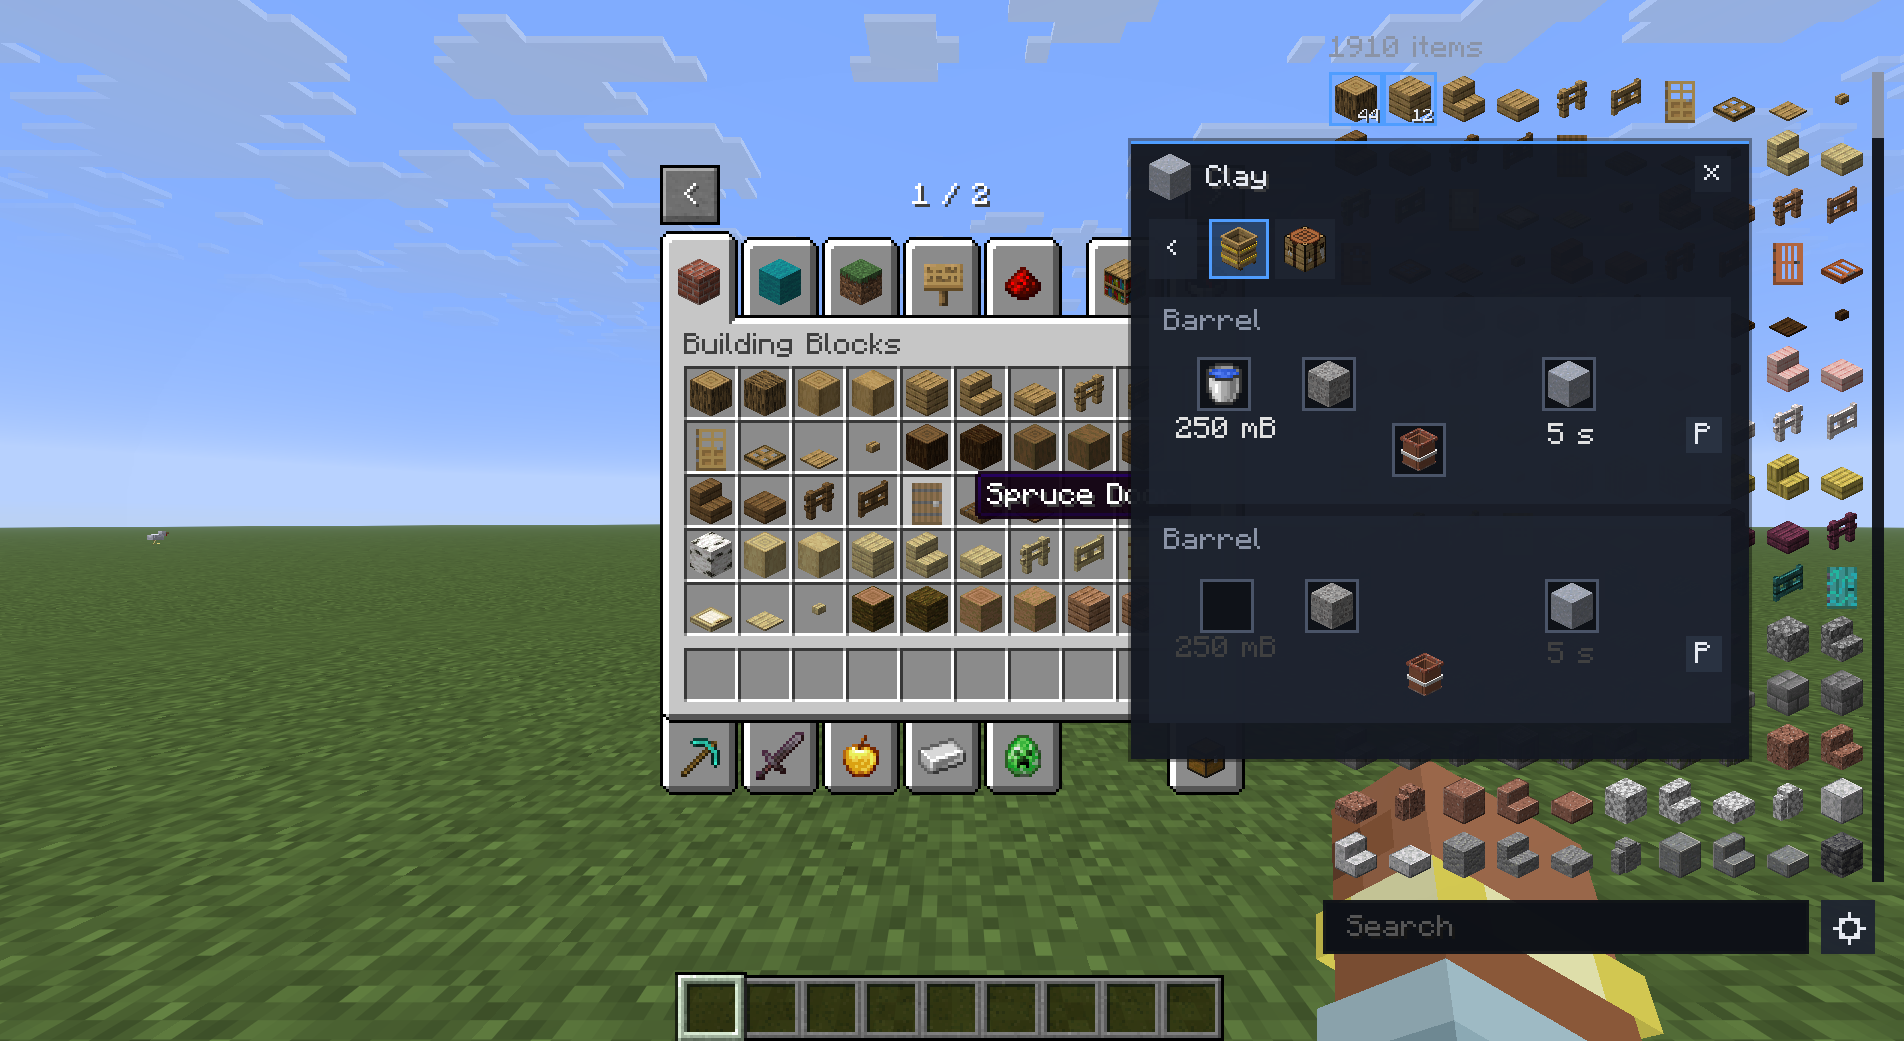 1910 items
44
12
Clay
1 / 2
Barrel
Building Blocks
250 mB
5 s
P
Spruce Do
Barrel
250 mB
5 s
P
Search